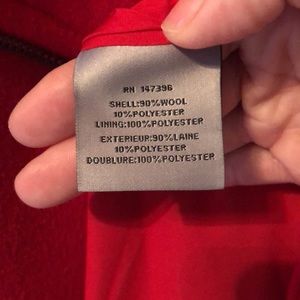 RN 147396
SHELL:90%WOOL
10%POLYESTER
LINING:100%POLYESTER
EXTERIEUR:90%LAINE
10%POLYESTER
DOUBLURE:100%POLYESTER